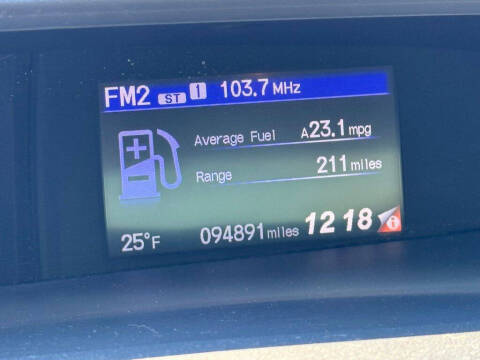 FM2 ST 1 103.7 MHz
Average Fuel A23.1 mpg
Range 211 miles
25°F 094891 miles 12 18 i